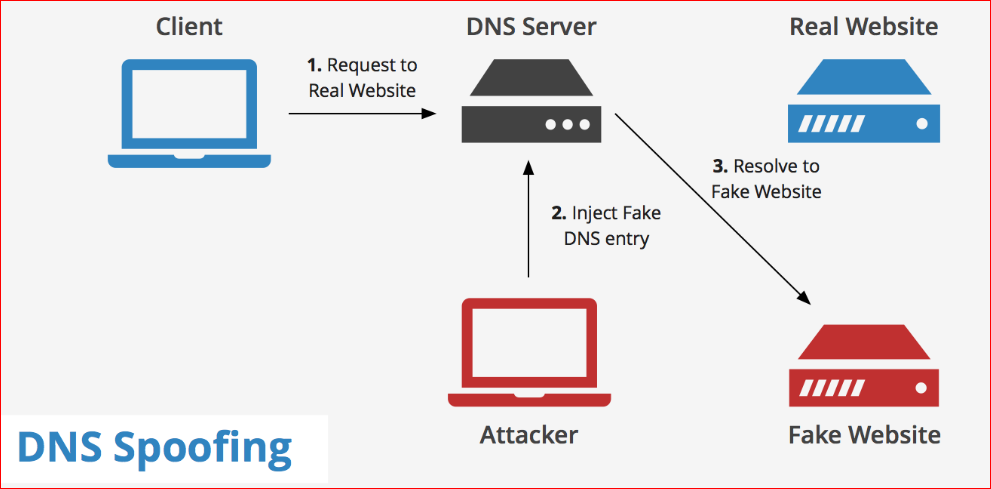 Client
DNS Server
Real Website
1. Request to
Real Website
3. Resolve to
Fake Website
2. Inject Fake
DNS entry
Attacker
Fake Website
DNS Spoofing